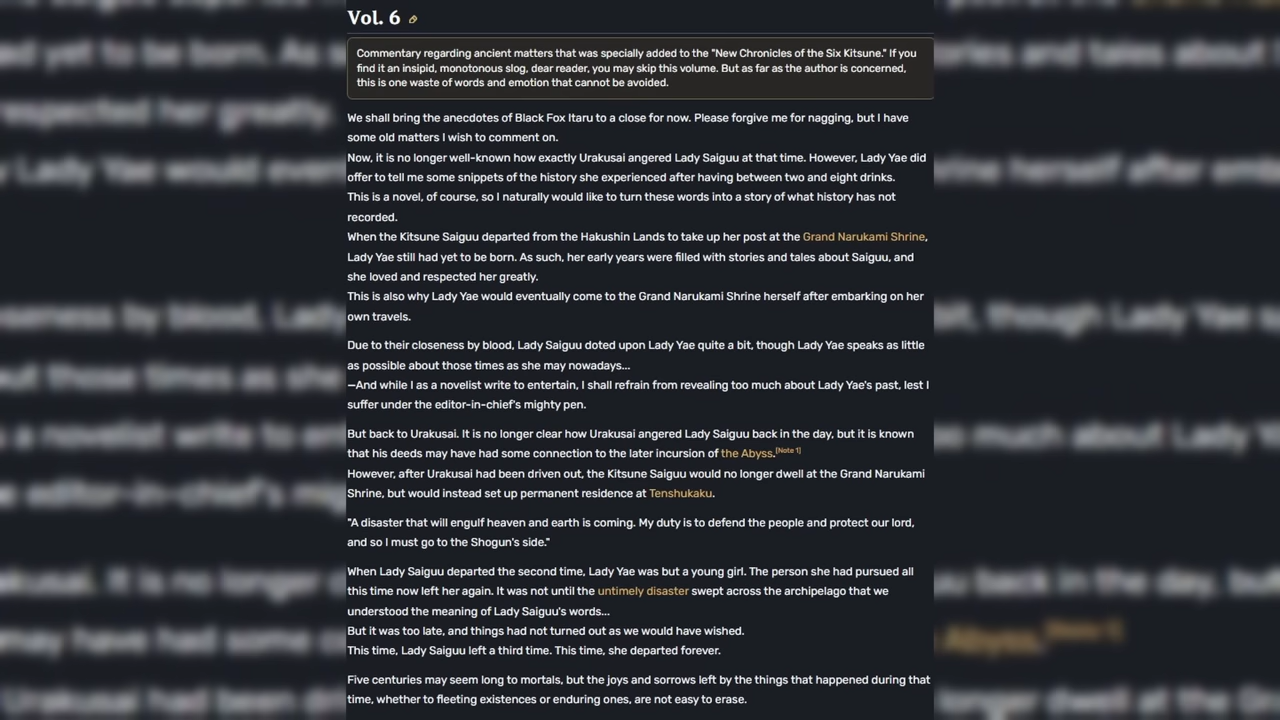 Vol. 6
Commentary regarding ancient matters that was specially added to the "New Chronicles of the Six Kitsune." If you
find it an insipid, monotonous slog, dear reader, you may skip this volume. But as far as the author is concerned,
this is one waste of words and emotion that cannot be avoided.
We shall bring the anecdotes of Black Fox Itaru to a close for now. Please forgive me for nagging, but I have
some old matters I wish to comment on.
Now, it is no longer well-known how exactly Urakusai angered Lady Saiguu at that time. However, Lady Yae did
offer to tell me some snippets of the history she experienced after having between two and eight drinks.
This is a novel, of course, so I naturally would like to turn these words into a story of what history has not
recorded.
When the Kitsune Saiguu departed from the Hakushin Lands to take up her post at the Grand Narukami Shrine,
Lady Yae still had yet to be born. As such, her early years were filled with stories and tales about Saiguu, and
she loved and respected her greatly.
This is also why Lady Yae would eventually come to the Grand Narukami Shrine herself after embarking on her
own travels.
Due to their closeness by blood, Lady Saiguu doted upon Lady Yae quite a bit, though Lady Yae speaks as little
as possible about those times as she may nowadays...
—And while I as a novelist write to entertain, I shall refrain from revealing too much about Lady Yae's past, lest I
suffer under the editor-in-chief's mighty pen.
But back to Urakusai. It is no longer clear how Urakusai angered Lady Saiguu back in the day, but it is known
that his deeds may have had some connection to the later incursion of the Abyss.[Note 1]
However, after Urakusai had been driven out, the Kitsune Saiguu would no longer dwell at the Grand Narukami
Shrine, but would instead set up permanent residence at Tenshukaku.
"A disaster that will engulf heaven and earth is coming. My duty is to defend the people and protect our lord,
and so I must go to the Shogun's side."
When Lady Saiguu departed the second time, Lady Yae was but a young girl. The person she had pursued all
this time now left her again. It was not until the untimely disaster swept across the archipelago that we
understood the meaning of Lady Saiguu's words...
But it was too late, and things had not turned out as we would have wished.
This time, Lady Saiguu left a third time. This time, she departed forever.
Five centuries may seem long to mortals, but the joys and sorrows left by the things that happened during that
time, whether to fleeting existences or enduring ones, are not easy to erase.